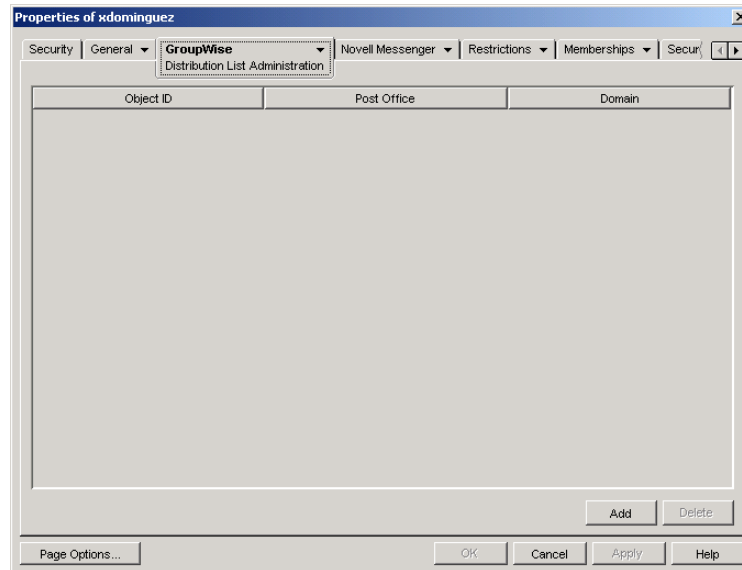 Properties of xdominguez
Security General GroupWise Novell Messenger Restrictions Memberships Secur
Distribution List Administration
Object ID Post Office Domain
Add Delete
Page Options... OK Cancel Apply Help